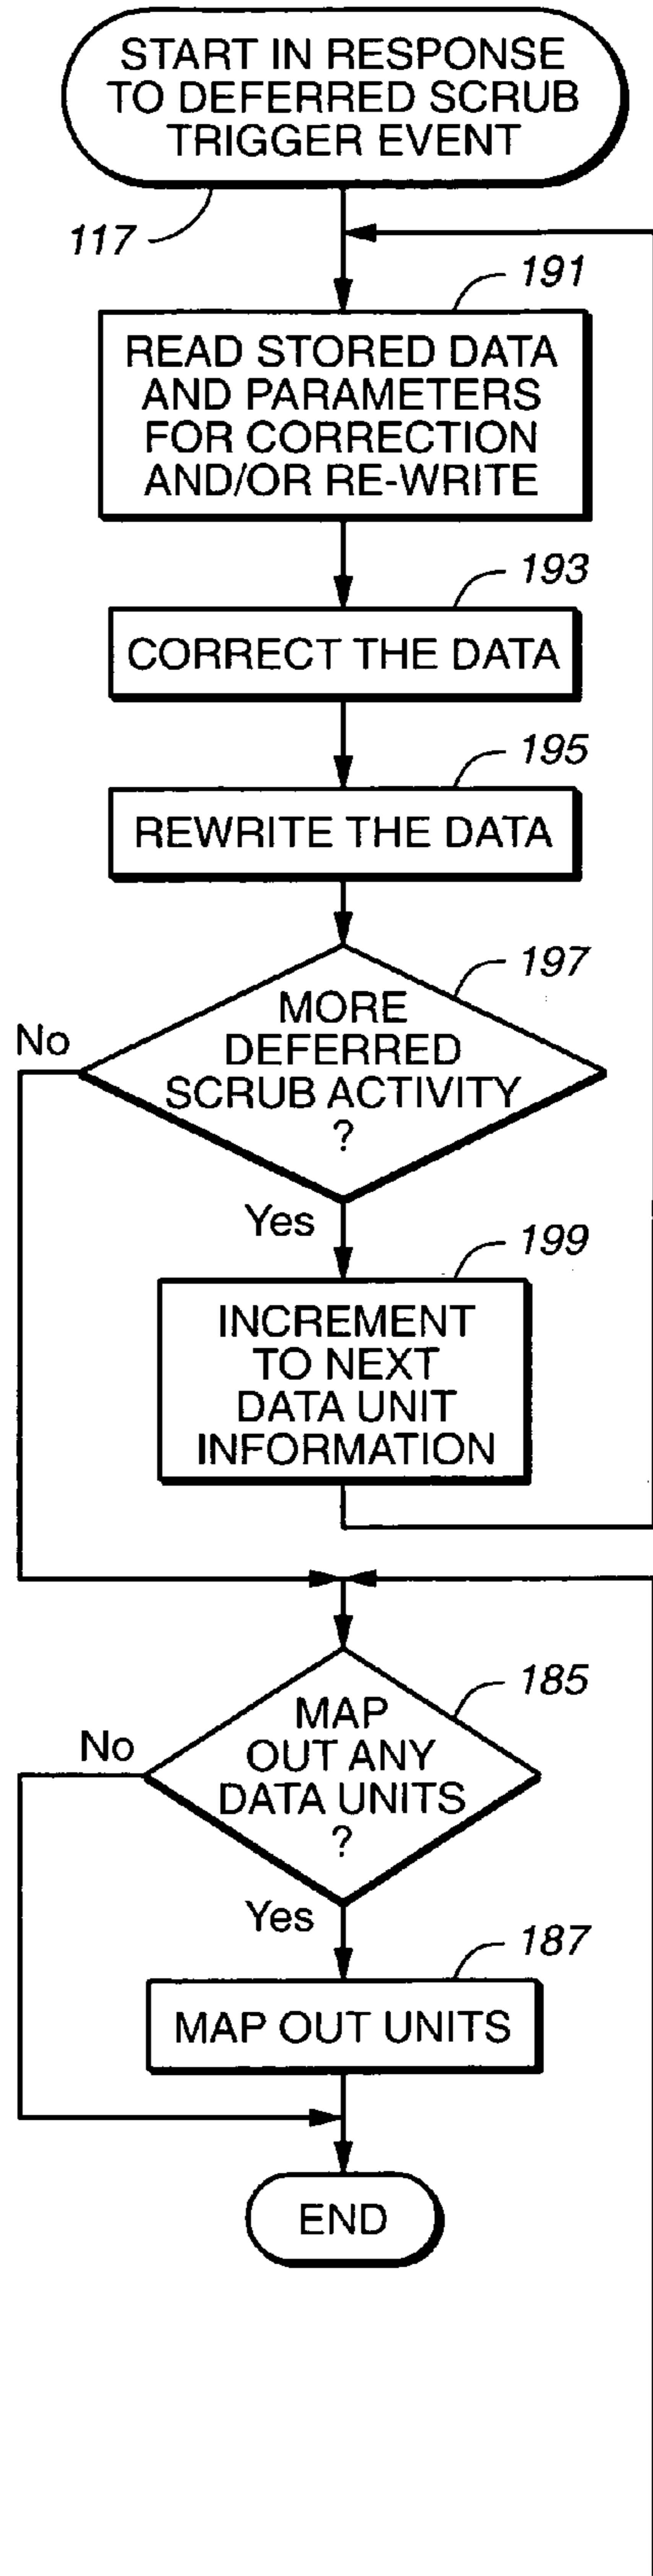 START IN RESPONSE
TO DEFERRED SCRUB
TRIGGER EVENT
117
191
READ STORED DATA
AND PARAMETERS
FOR CORRECTION
AND/OR RE-WRITE
193
CORRECT THE DATA
195
REWRITE THE DATA
197
MORE
DEFERRED
SCRUB ACTIVITY
?
No
Yes
199
INCREMENT
TO NEXT
DATA UNIT
INFORMATION
185
MAP
OUT ANY
DATA UNITS
?
No
Yes
187
MAP OUT UNITS
END